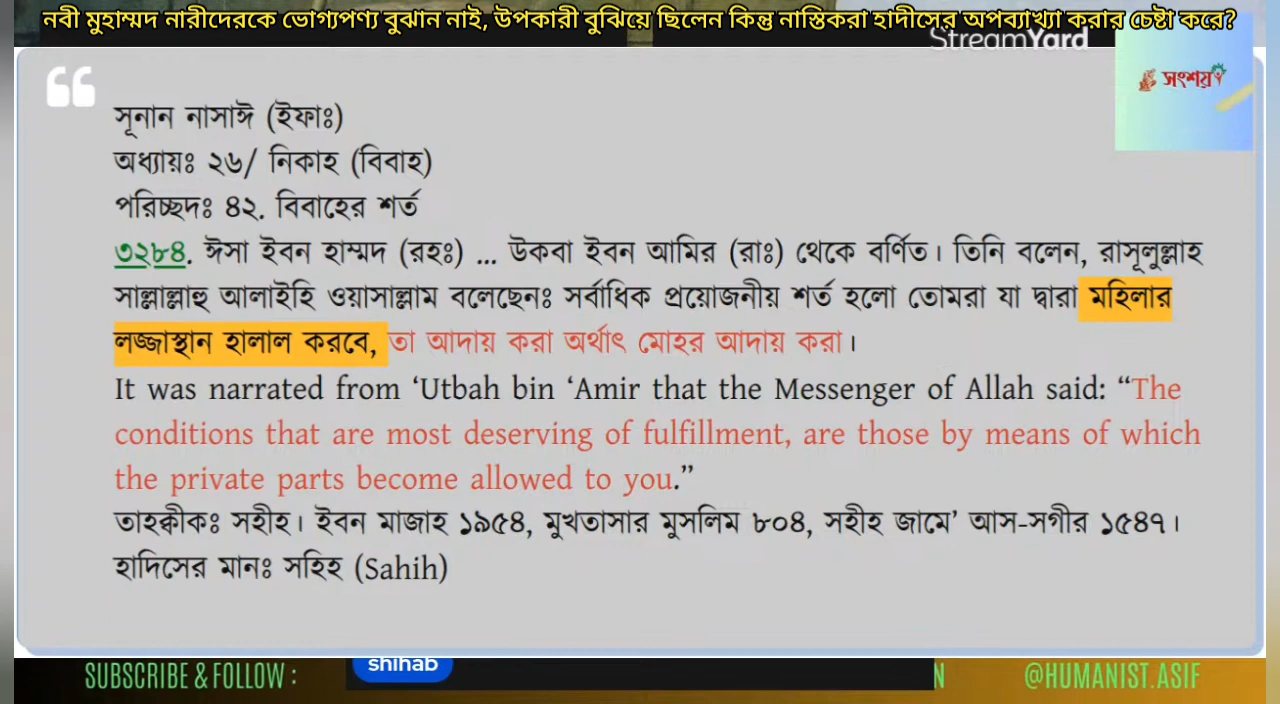 নবী মুহাম্মদ নারীদেরকে ভোগ্যপণ্য বুঝান নাই, উপকারী বুঝিয়ে ছিলেন কিন্তু নাস্তিকরা হাদীসের অপব্যাখ্যা করার চেষ্টা করে?
StreamYard
সংশয়
সূনান নাসাঈ (ইফাঃ)
অধ্যায়ঃ ২৬/ নিকাহ (বিবাহ)
পরিচ্ছদঃ ৪২. বিবাহের শর্ত
৩২৮৪. ঈসা ইবন হাম্মদ (রহঃ) ... উকবা ইবন আমির (রাঃ) থেকে বর্ণিত। তিনি বলেন, রাসূলুল্লাহ
সাল্লাল্লাহু আলাইহি ওয়াসাল্লাম বলেছেনঃ সর্বাধিক প্রয়োজনীয় শর্ত হলো তোমরা যা দ্বারা মহিলার
লজ্জাস্থান হালাল করবে, তা আদায় করা অর্থাৎ মোহর আদায় করা।
It was narrated from ‘Utbah bin ‘Amir that the Messenger of Allah said: “The
conditions that are most deserving of fulfillment, are those by means of which
the private parts become allowed to you.”
তাহক্বীকঃ সহীহ। ইবন মাজাহ ১৯৫৪, মুখতাসার মুসলিম ৮০৪, সহীহ জামে’ আস-সগীর ১৫৪৭।
হাদিসের মানঃ সহিহ (Sahih)
shihab
SUBSCRIBE & FOLLOW : N @HUMANIST.ASIF